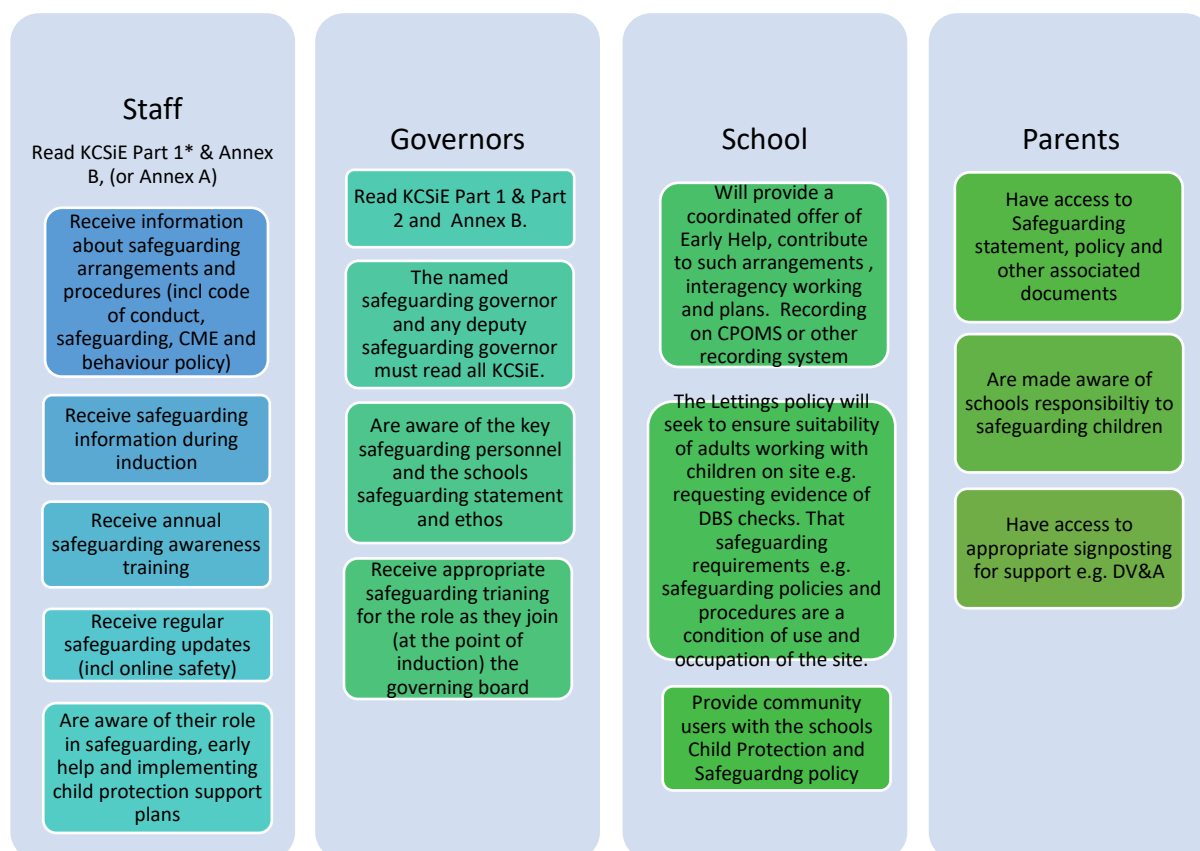 Staff
Read KCSiE Part 1* & Annex
B, (or Annex A)
Receive information
about safeguarding
arrangements and
procedures (incl code
of conduct,
safeguarding, CME and
behaviour policy)
Receive safeguarding
information during
induction
Receive annual
safeguarding awareness
training
Receive regular
safeguarding updates
(incl online safety)
Are aware of their role
in safeguarding, early
help and implementing
child protection support
plans
Governors
Read KCSiE Part 1 & Part
2 and  Annex B.
The named
safeguarding governor
and any deputy
safeguarding governor
must read all KCSiE.
Are aware of the key
safeguarding personnel
and the schools
safeguarding statement
and ethos
Receive appropriate
safeguarding trianing
for the role as they join
(at the point of
induction) the
governing board
School
Will provide a
coordinated offer of
Early Help, contribute
to such arrangements ,
interagency working
and plans.  Recording
on CPOMS or other
recording system
The Lettings policy will
seek to ensure suitability
of adults working with
children on site e.g.
requesting evidence of
DBS checks. That
safeguarding
requirements  e.g.
safeguarding policies and
procedures are a
condition of use and
occupation of the site.
Provide community
users with the schools
Child Protection and
Safeguardng policy
Parents
Have access to
Safeguarding
statement, policy and
other associated
documents
Are made aware of
schools responsibiltiy to
safeguarding children
Have access to
appropriate signposting
for support e.g. DV&A